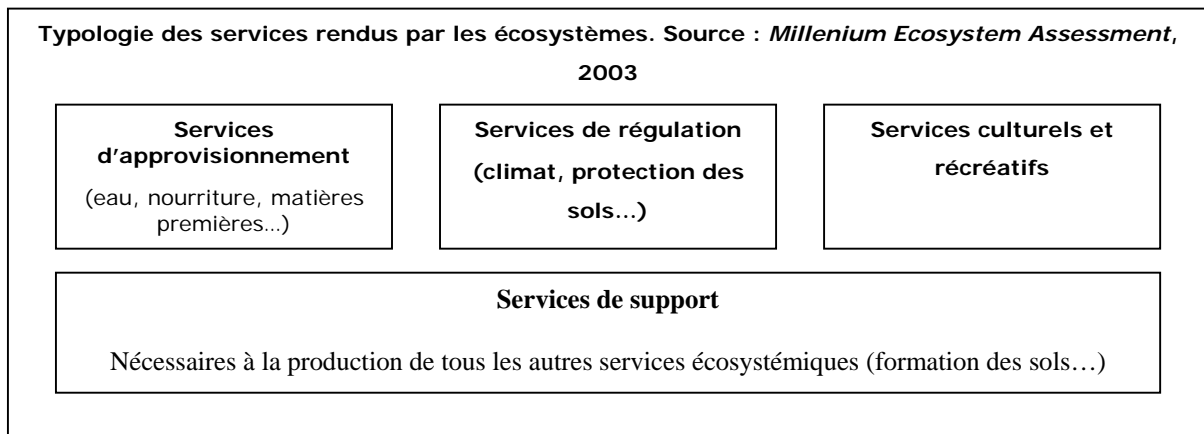 Typologie des services rendus par les écosystèmes. Source : Millenium Ecosystem Assessment,
2003
Services
d'approvisionnement
(eau, nourriture, matières
premières...)
Services de régulation
(climat, protection des
sols…)
Services culturels et
récréatifs
Services de support
Nécessaires à la production de tous les autres services écosystémiques (formation des sols…)